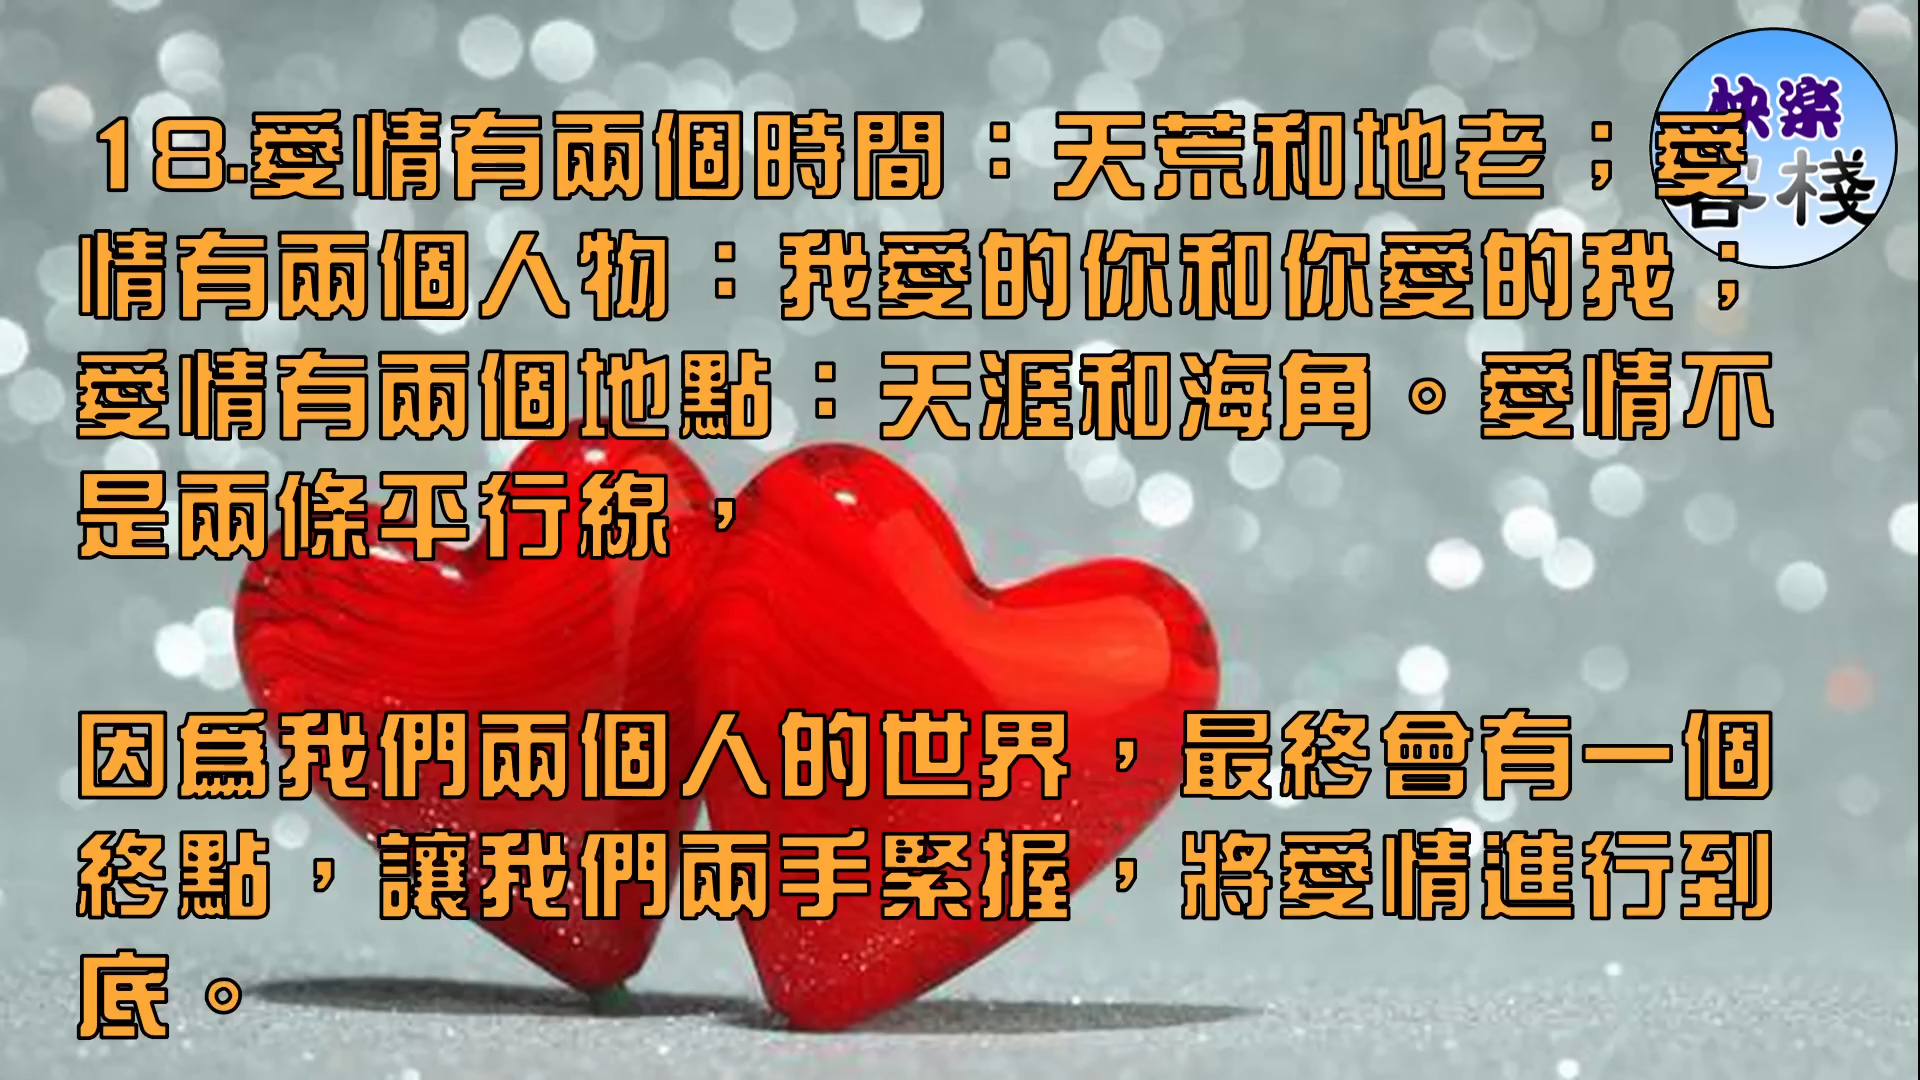 18.愛情有兩個時間：天荒和地老；愛
情有兩個人物：我愛的你和你愛的我；
愛情有兩個地點：天涯和海角。愛情不
是兩條平行線，
因為我們兩個人的世界，最終會有一個
終點，讓我們兩手緊握，將愛情進行到
底。
快樂
客棧